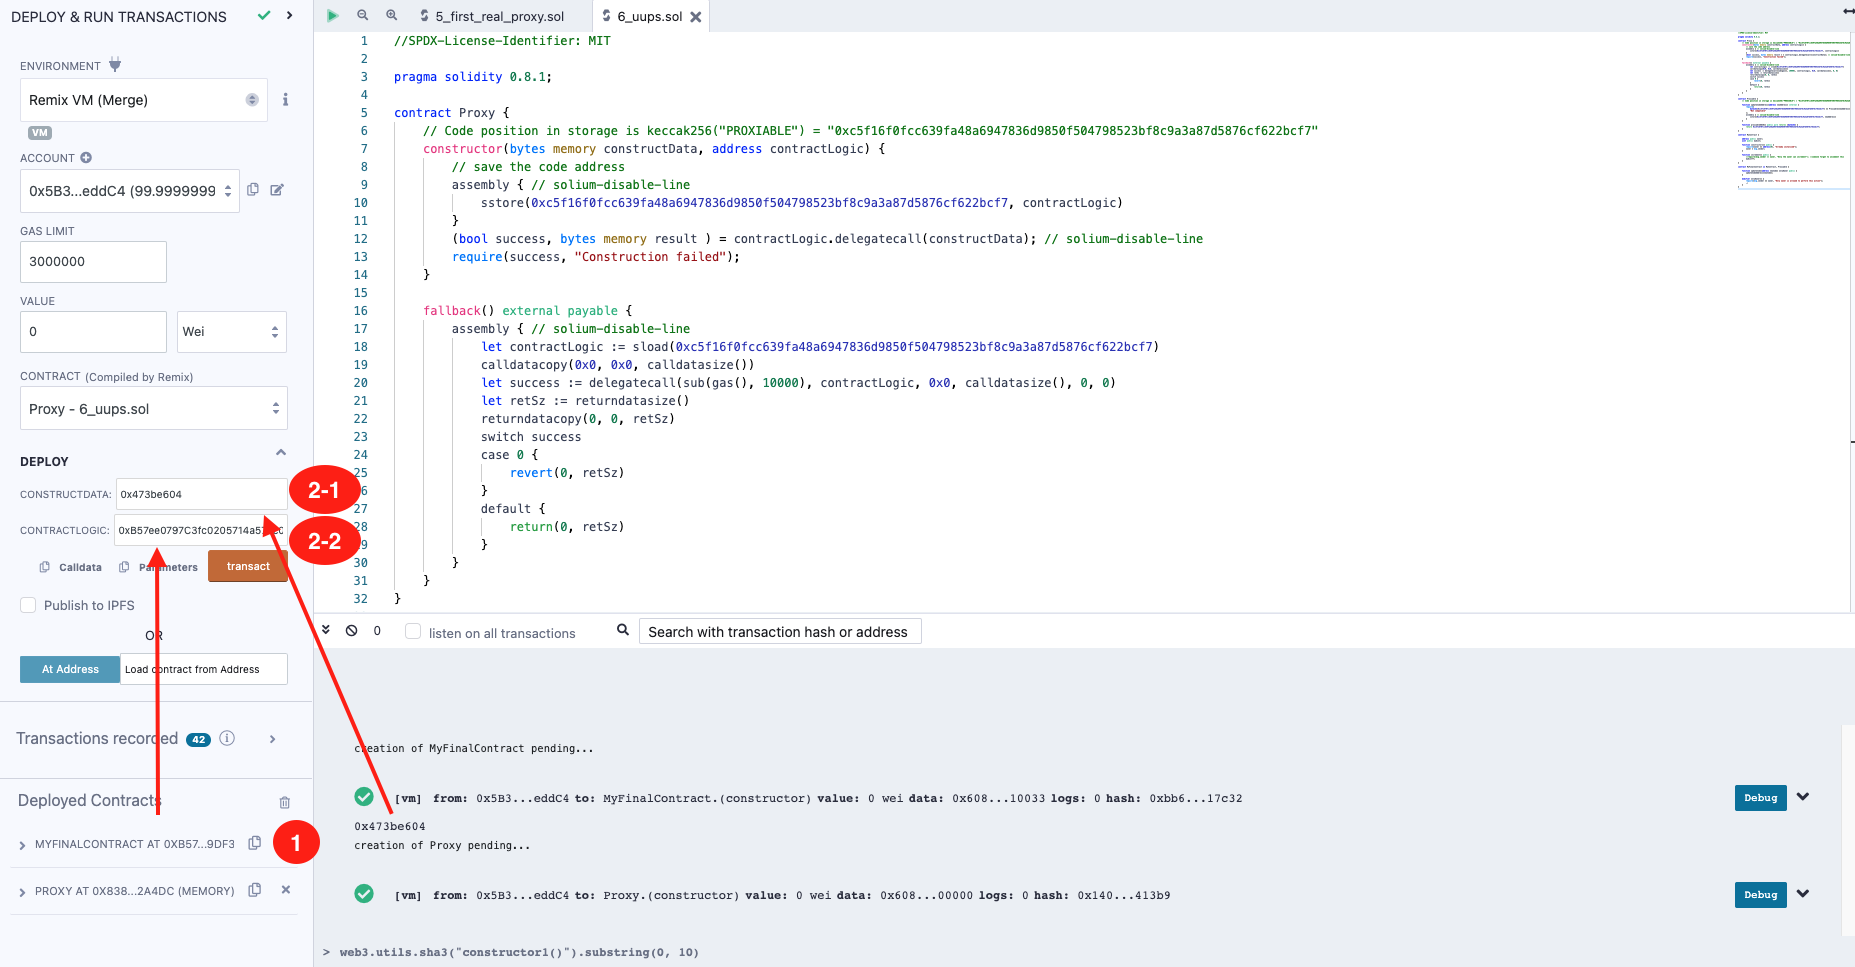 DEPLOY & RUN TRANSACTIONS
ENVIRONMENT
Remix VM (Merge)
VM
ACCOUNT
0x5B3...eddC4 (99.9999999
GAS LIMIT
3000000
VALUE
0
Wei
CONTRACT (Compiled by Remix)
Proxy - 6_uups.sol
DEPLOY
CONSTRUCTDATA: 0x473be604
2-1
CONTRACTLOGIC:
2-2
Calldata
Parameters
transact
Publish to IPFS
OR
At Address
Load contract from Address
Transactions recorded 42 i
Deployed Contracts
MYFINALCONTRACT AT 0XB57...9DF3
1
PROXY AT 0X838...2A4DC (MEMORY)
5_first_real_proxy.sol
6_uups.sol
1 //SPDX-License-Identifier: MIT
2
3 pragma solidity 0.8.1;
4
5 contract Proxy {
6 // Code position in storage is keccak256("PROXIABLE") = "0xc5f16f0fcc639fa48a6947836d9850f504798523bf8c9a3a87d5876cf622bcf7"
7 constructor(bytes memory constructData, address contractLogic) {
8 // save the code address
9 assembly { // solium-disable-line
10 sstore(0xc5f16f0fcc639fa48a6947836d9850f504798523bf8c9a3a87d5876cf622bcf7, contractLogic)
11 }
12 (bool success, bytes memory result ) = contractLogic.delegatecall(constructData); // solium-disable-line
13 require(success, "Construction failed");
14 }
15
16 fallback() external payable {
17 assembly { // solium-disable-line
18 let contractLogic := sload(0xc5f16f0fcc639fa48a6947836d9850f504798523bf8c9a3a87d5876cf622bcf7)
19 calldatacopy(0x0, 0x0, calldatasize())
20 let success := delegatecall(sub(gas(), 10000), contractLogic, 0x0, calldatasize(), 0, 0)
21 let retSz := returndatasize()
22 returndatacopy(0, 0, retSz)
23 switch success
24 case 0 {
25 revert(0, retSz)
6 }
27 default {
28 return(0, retSz)
9 }
30 }
31 }
32 }
0
listen on all transactions
Search with transaction hash or address
creation of MyFinalContract pending...
[vm] from: 0x5B3...eddC4 to: MyFinalContract.(constructor) value: 0 wei data: 0x608...10033 logs: 0 hash: 0xbb6...17c32
Debug
0x473be604
creation of Proxy pending...
[vm] from: 0x5B3...eddC4 to: Proxy.(constructor) value: 0 wei data: 0x608...00000 logs: 0 hash: 0x140...413b9
Debug
> web3.utils.sha3("constructor1()").substring(0, 10)